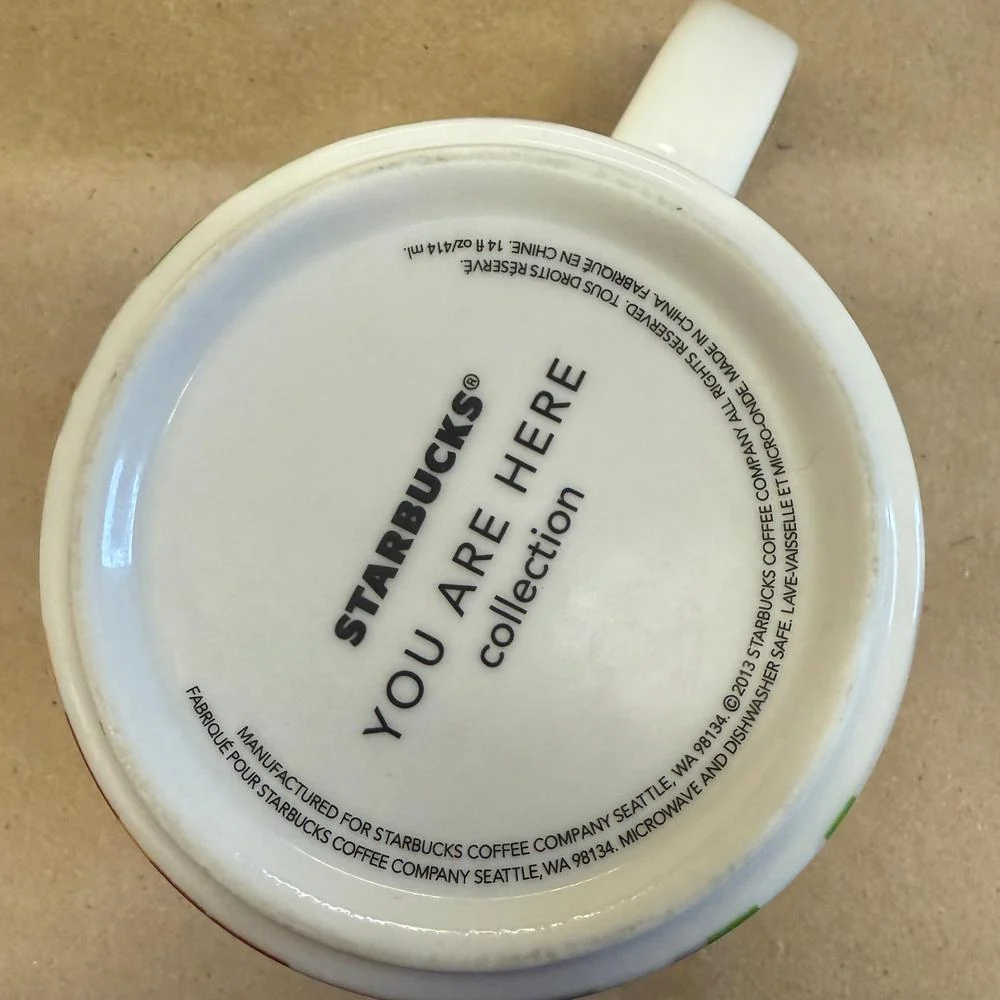 STARBUCKS®
YOU ARE HERE
collection
MANUFACTURED FOR STARBUCKS COFFEE COMPANY SEATTLE, WA 98134. ©2013 STARBUCKS COFFEE COMPANY ALL RIGHTS RESERVED. TOUS DROITS RÉSERVÉ.
FABRIQUÉ POUR STARBUCKS COFFEE COMPANY SEATTLE, WA 98134. MICROWAVE AND DISHWASHER SAFE. LAVE-VAISSELLE ET MICRO-ONDE. MADE IN CHINA. FABRIQUÉ EN CHINE. 14 fl oz/414 ml.